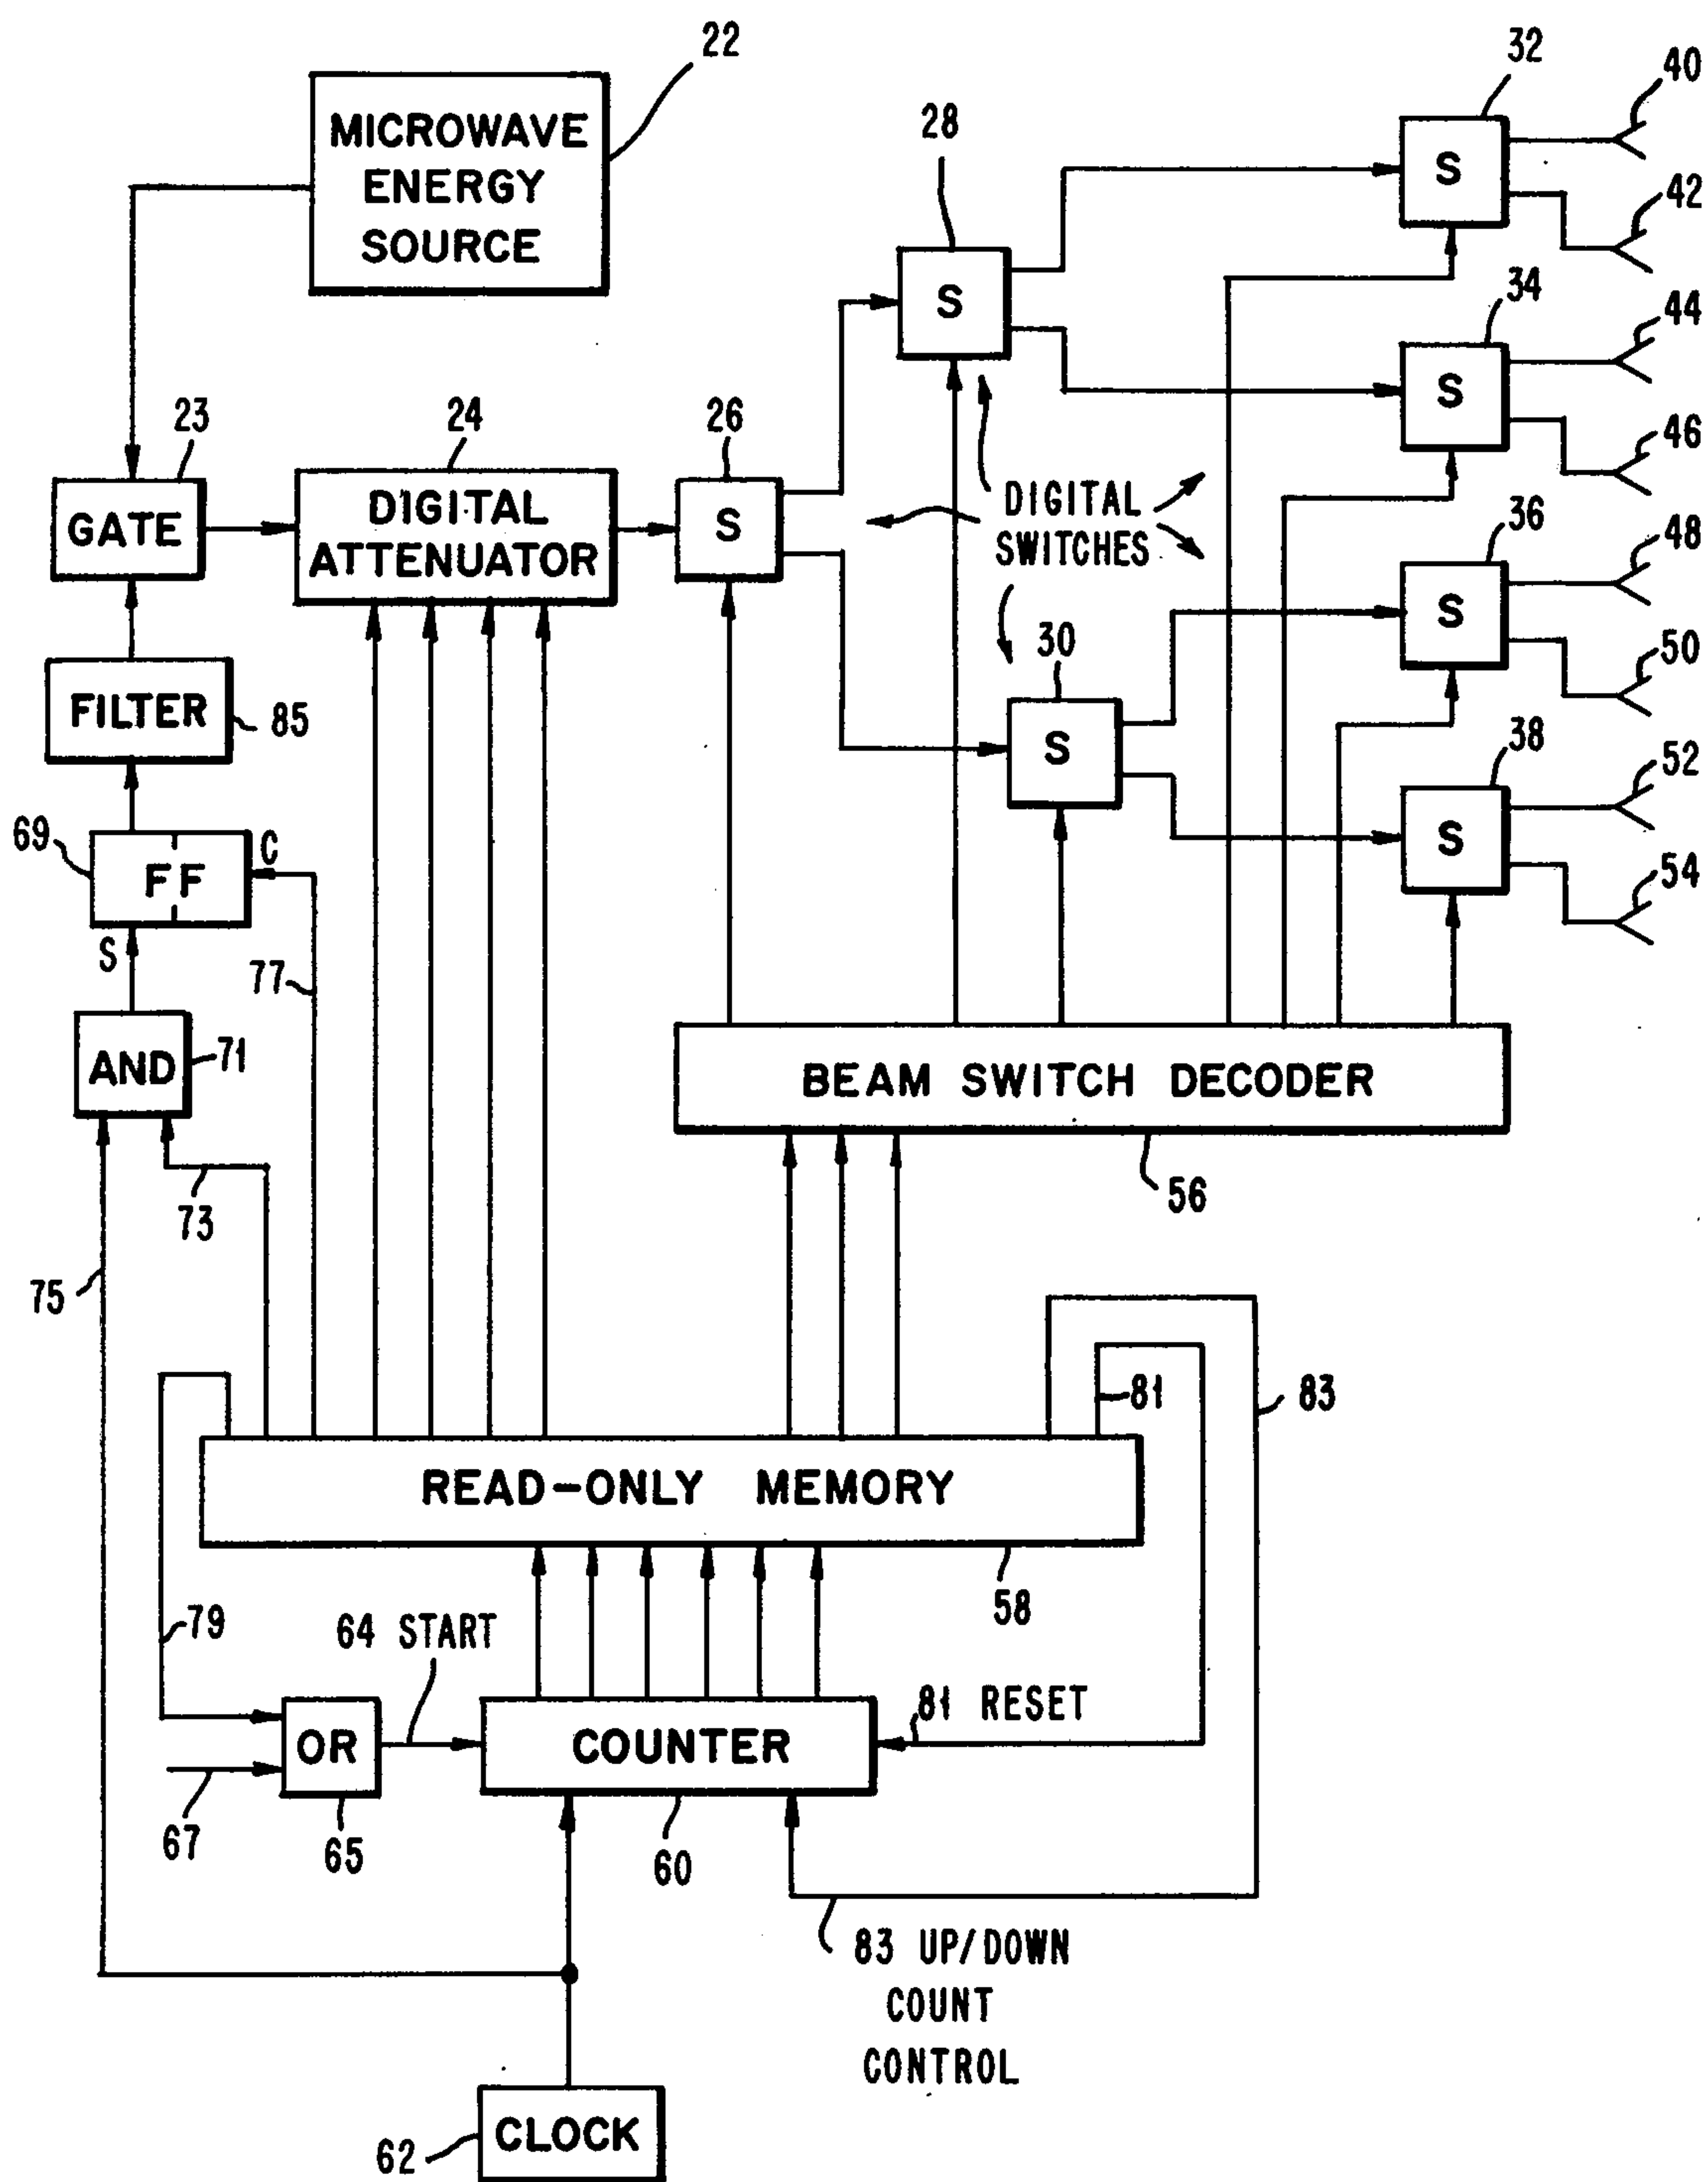 22
MICROWAVE
ENERGY
SOURCE
32
40
28
S
42
S
34
44
23
24
26
S
46
GATE
DIGITAL
ATTENUATOR
S
DIGITAL
SWITCHES
36
48
30
S
50
FILTER
85
S
38
52
69
FF
C
S
S
54
77
AND
71
BEAM SWITCH DECODER
73
56
75
81
83
READ-ONLY MEMORY
58
79
64 START
81 RESET
OR
COUNTER
67
65
60
83 UP/DOWN
COUNT
CONTROL
CLOCK
62